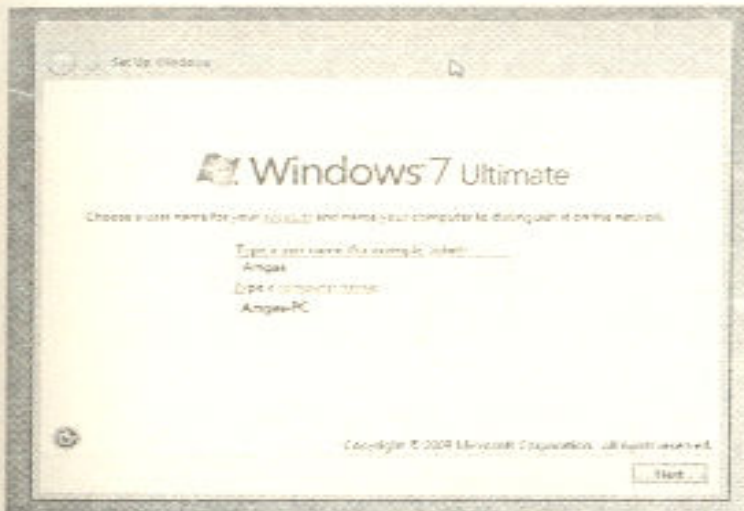 Set Up Windows
Windows 7 Ultimate
Choose a user name for your account and name your computer to distinguish it on the network.
Type a user name (for example, John):
Amgaa
Type a computer name:
Amgaa-PC
Copyright © 2009 Microsoft Corporation. All rights reserved.
Next